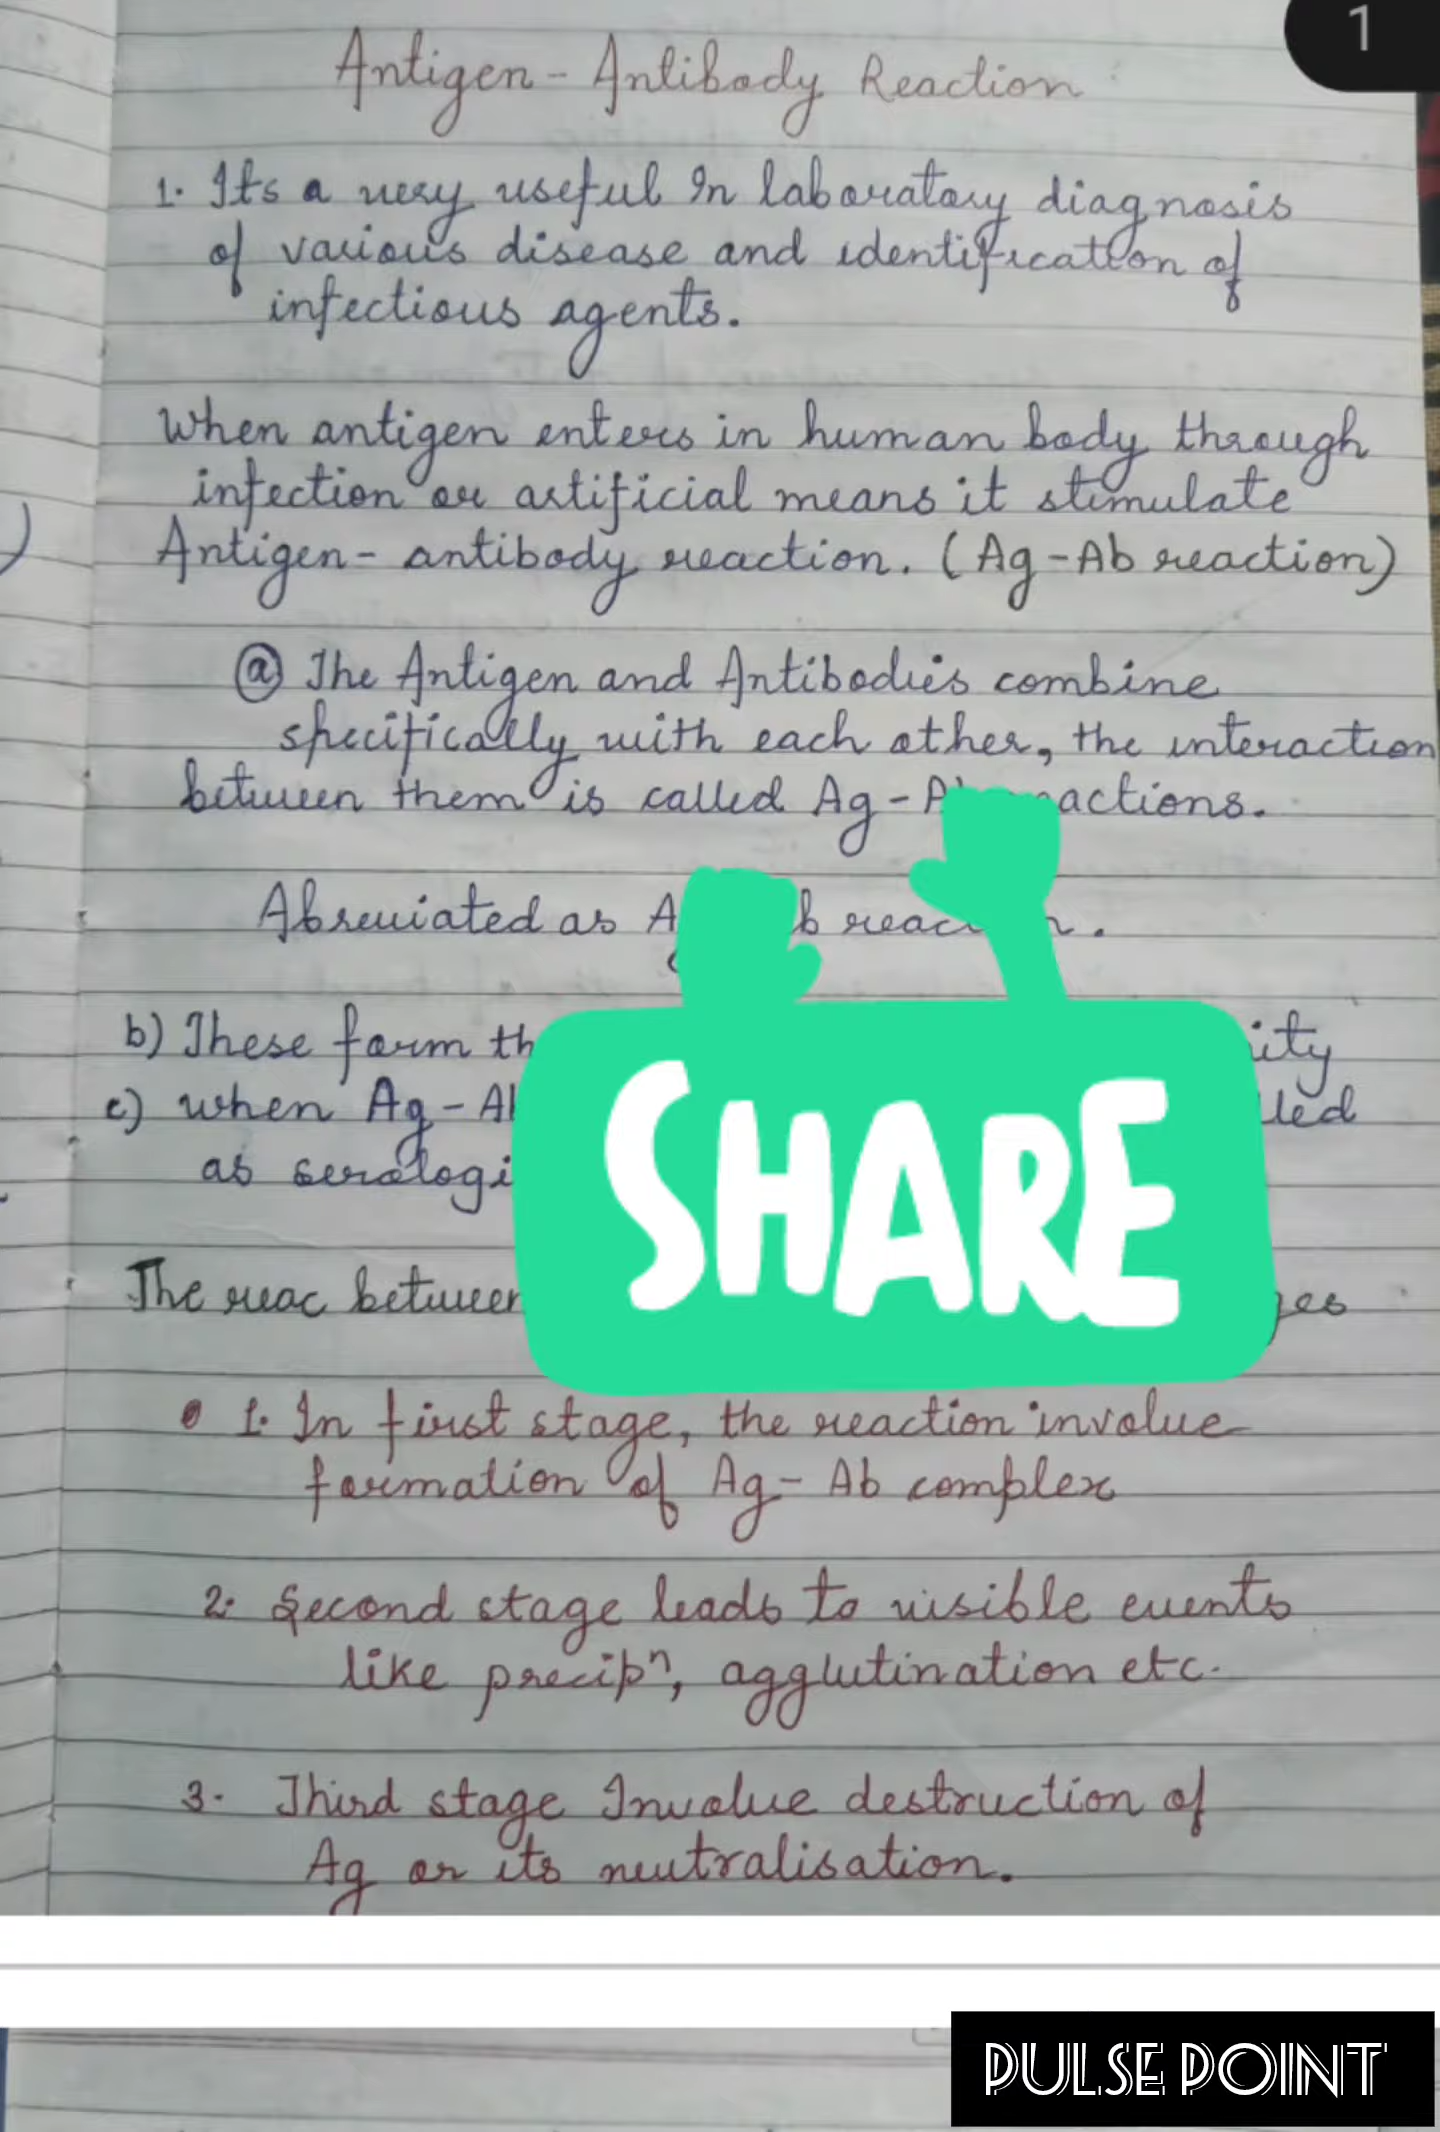 1
Antigen - Antibody Reaction
1. Its a very useful In laboratory diagnosis
of various disease and identification of
infectious agents.
When antigen enters in human body through
infection or artificial means it stimulate
Antigen - antibody reaction. (Ag - Ab reaction)
@ The Antigen and Antibodies combine
specifically with each other, the interaction
between them is called Ag - actions.
Abreviated as reac
b) These form
c) when Ag -
as
The reac between
SHARE
1. In first stage, the reaction involve
formation of Ag - Ab complex
2. Second stage leads to visible events
like precipⁿ, agglutination etc.
3. Third stage Involve destruction of
Ag or its neutralisation.
PULSE POINT